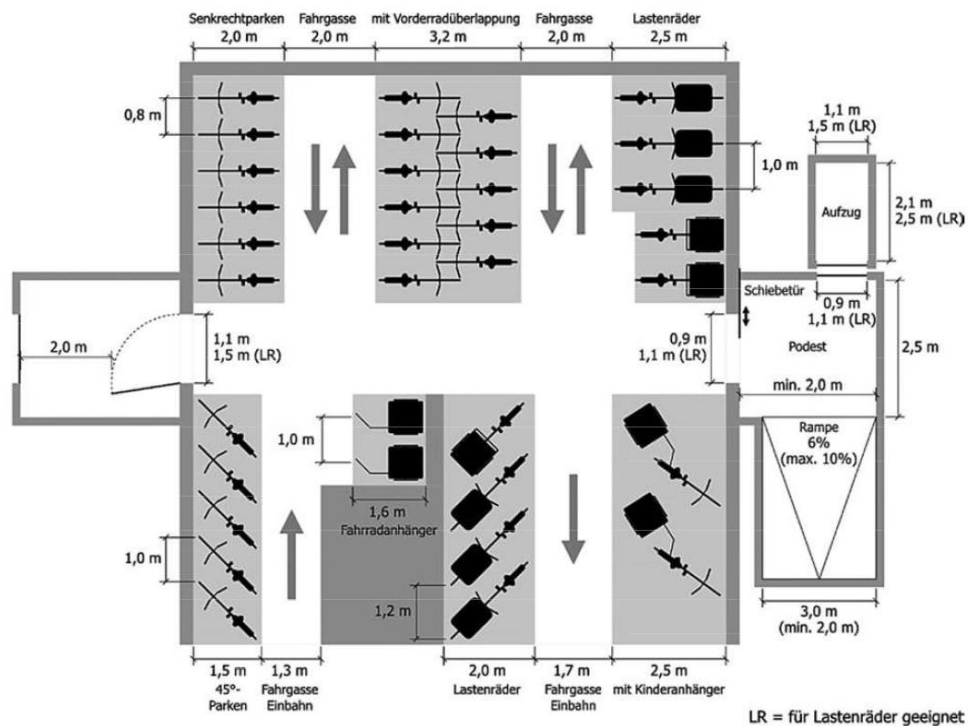 Senkrechtparken
2,0 m
Fahrgasse
2,0 m
mit Vorderradüberlappung
3,2 m
Fahrgasse
2,0 m
Lastenräder
2,5 m
0,8 m
1,0 m
1,1 m
1,5 m (LR)
Aufzug
2,1 m
2,5 m (LR)
Schiebetür
0,9 m
1,1 m (LR)
2,0 m
1,1 m
1,5 m (LR)
0,9 m
1,1 m (LR)
Podest
2,5 m
min. 2,0 m
1,0 m
Rampe
6%
(max. 10%)
1,6 m
Fahrradanhänger
1,0 m
1,2 m
3,0 m
(min. 2,0 m)
1,5 m
45°-
Parken
1,3 m
Fahrgasse
Einbahn
2,0 m
Lastenräder
1,7 m
Fahrgasse
Einbahn
2,5 m
mit Kinderanhänger
LR = für Lastenräder geeignet